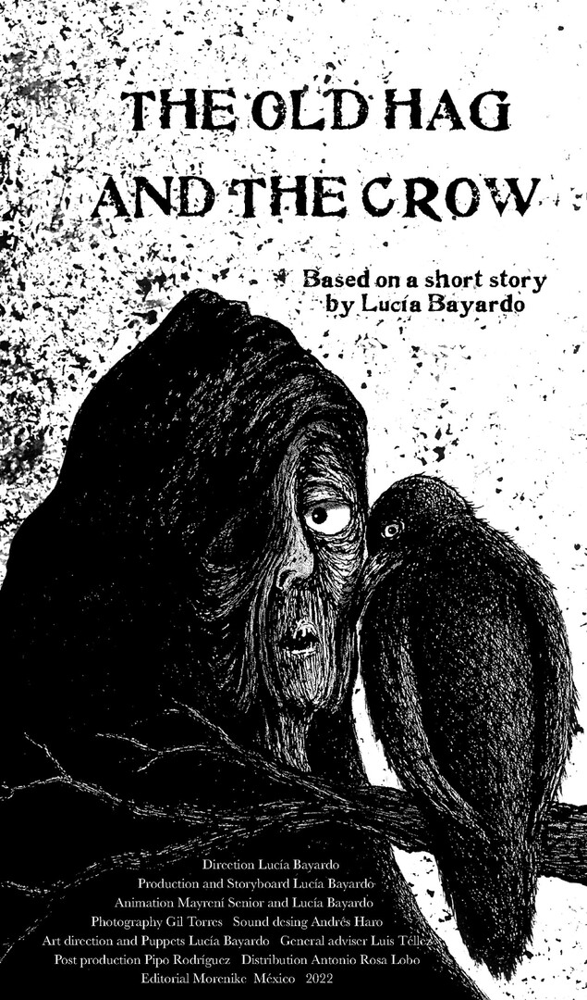 THE OLD HAG
AND THE CROW
Based on a short story
by Lucía Bayardo
Direction Lucía Bayardo
Production and Storyboard Lucía Bayardo
Animation Mayrení Senior and Lucía Bayardo
Photography Gil Torres Sound desing Andrés Haro
Art direction and Puppets Lucía Bayardo General adviser Luis Téllez
Post production Pipo Rodríguez Distribution Antonio Rosa Lobo
Editorial Morenike México 2022